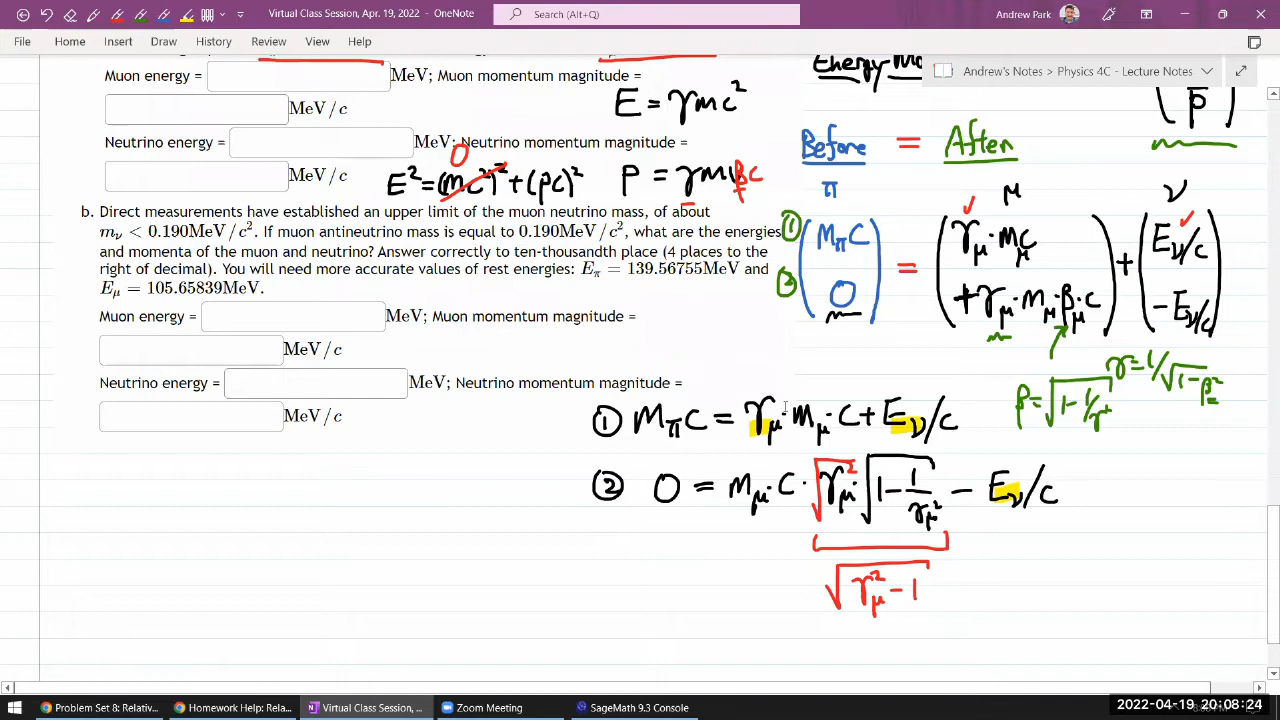 Virtual Class Session, Apr. 19, 2022 - OneNote
Search (Alt+Q)
Andrew Park
File Home Insert Draw History Review View Help
Andrew's Notes > Physics 4C - Lecture Notes
Muon energy = MeV; Muon momentum magnitude =
MeV/c
Neutrino energy = MeV; Neutrino momentum magnitude =
MeV/c
E = γmc²
0
E² = (mc²)² + (pc)²
P = γmv βc
b. Direct measurements have established an upper limit of the muon neutrino mass, of about
m_ν < 0.190MeV/c². If muon antineutrino mass is equal to 0.190MeV/c², what are the energies
and momenta of the muon and neutrino? Answer correctly to ten-thousandth place (4 places to the
right of decimal). You will need more accurate values of rest energies: E_π = 139.56755MeV and
E_μ = 105.65839MeV.
Muon energy = MeV; Muon momentum magnitude =
MeV/c
Neutrino energy = MeV; Neutrino momentum magnitude =
MeV/c
p
Before = After
π μ ν
① M_πC = γ_μ·m_μC + E_ν/c
② 0 +γ_μ·m_μ·β_μ·c -E_ν/c
γ=1/√1-β²
β=√1-1/γ²
① M_πC = γ_μ·m_μ·C + E_ν/c
② 0 = m_μ·C·√γ_μ²·√1-1/γ_μ² - E_ν/c
√γ_μ²-1
Problem Set & Relativ... Homework Help: Rela... Virtual Class Session,... Zoom Meeting SageMath 9.3 Console
2022-04-19 20:08:24